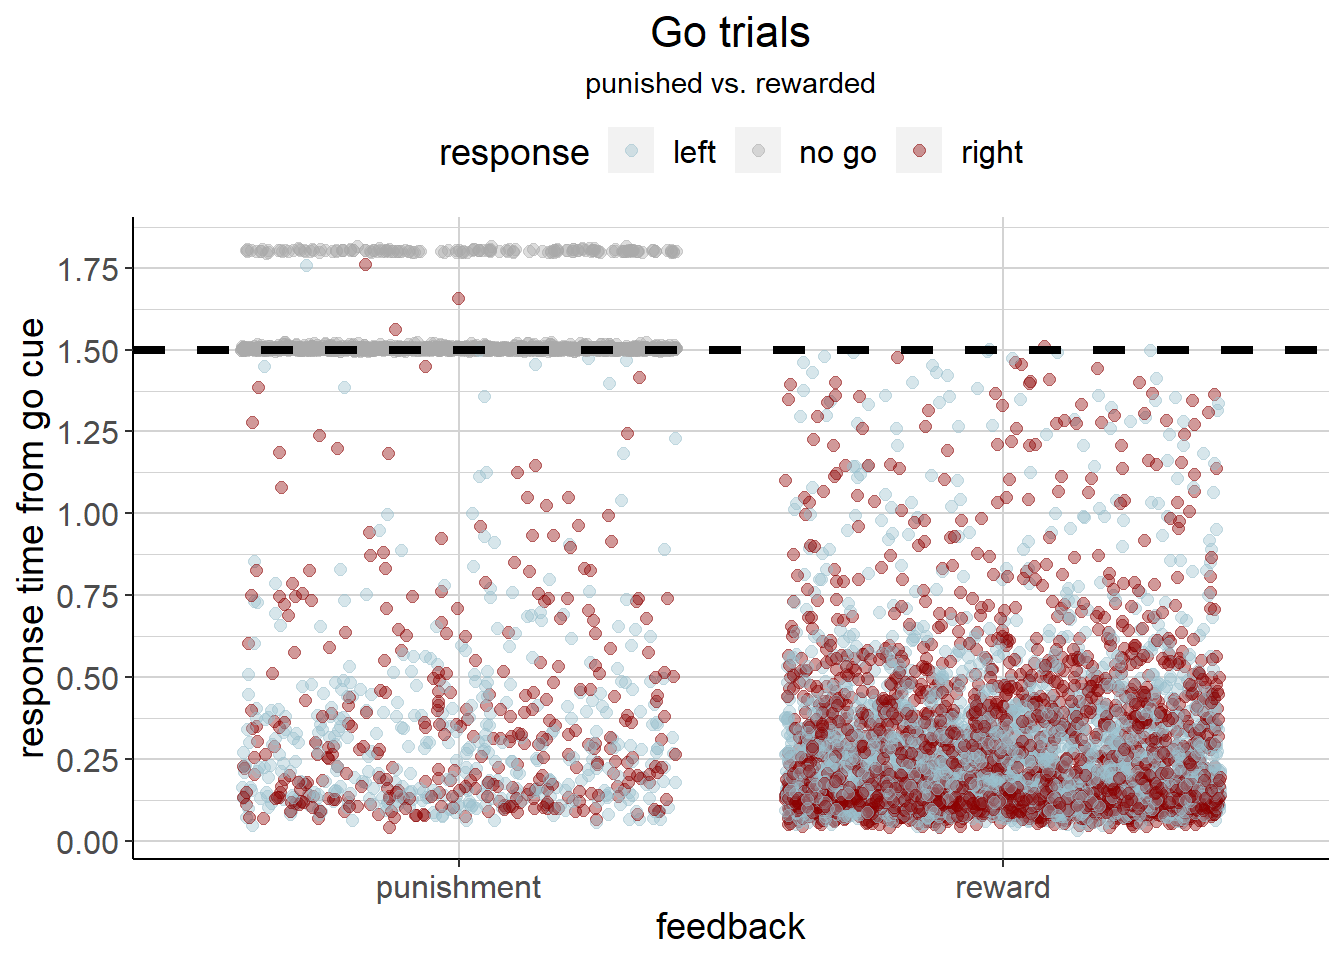 Go trials
punished vs. rewarded
response left no go right
response time from go cue
1.75
1.50
1.25
1.00
0.75
0.50
0.25
0.00
punishment reward
feedback